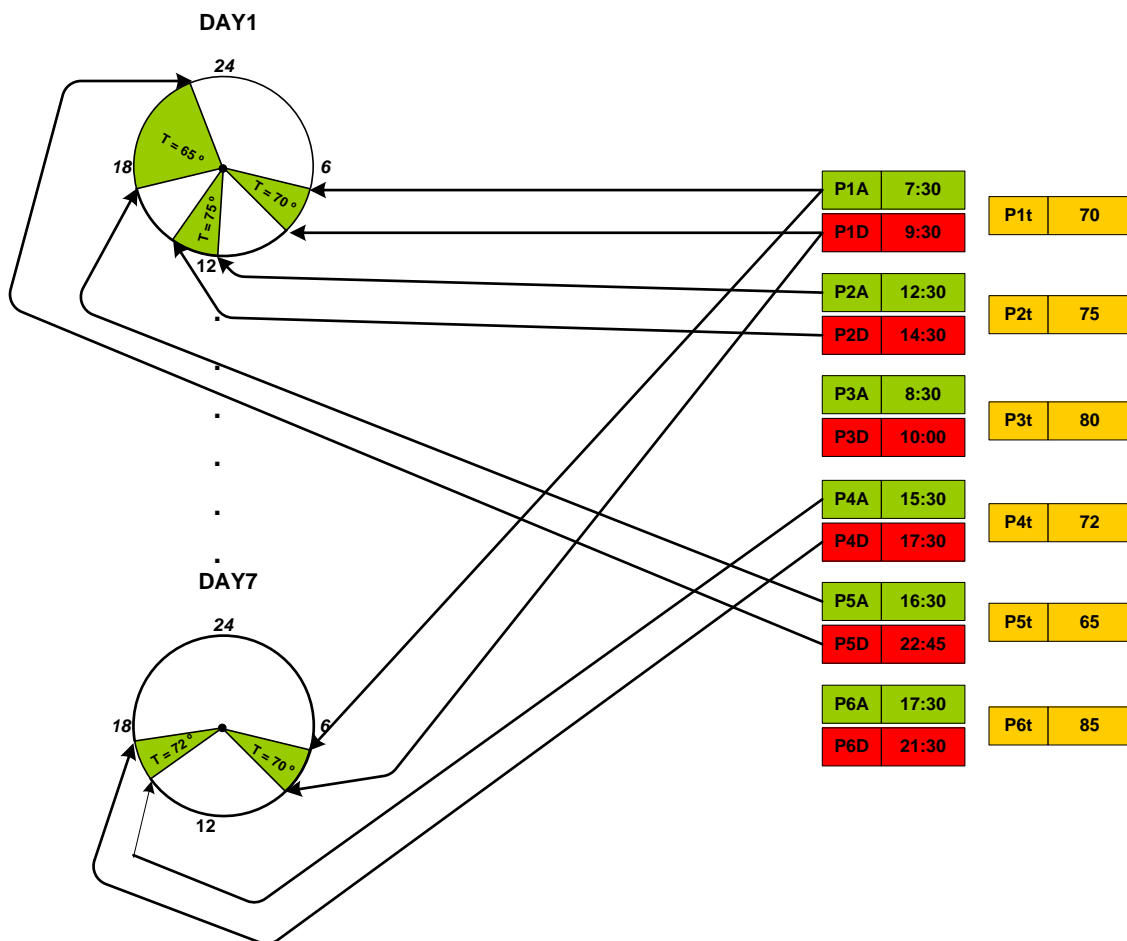 DAY1
24
T = 65 º
18
6
T = 70 º
T = 75 º
12
P1A 7:30
P1D 9:30
P1t 70
P2A 12:30
P2D 14:30
P2t 75
P3A 8:30
P3D 10:00
P3t 80
P4A 15:30
P4D 17:30
P4t 72
DAY7
P5A 16:30
P5D 22:45
P5t 65
24
18
6
T = 72 º
T = 70 º
12
P6A 17:30
P6D 21:30
P6t 85